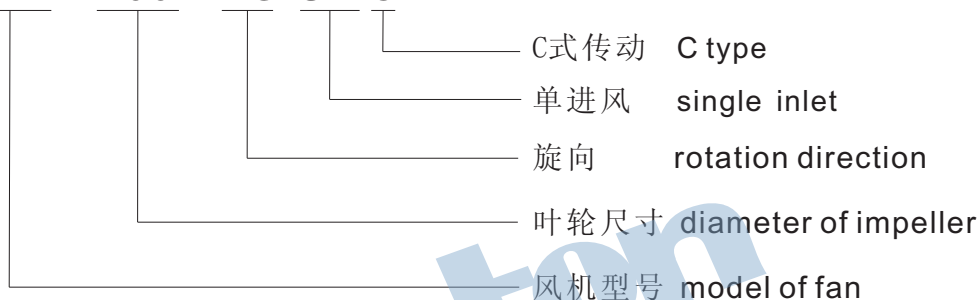 C式传动 C type
单进风 single inlet
旋向 rotation direction
叶轮尺寸 diameter of impeller
风机型号 model of fan